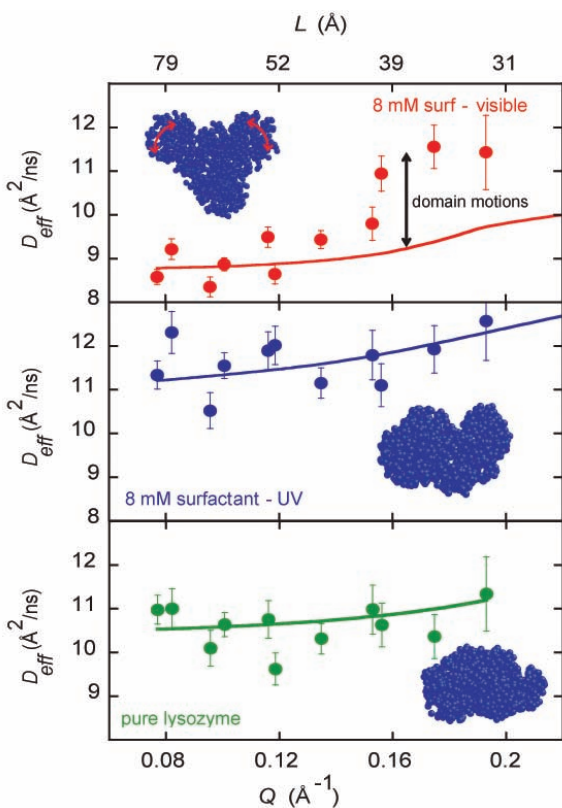 L (Å)
79 52 39 31
8 mM surf - visible
12
11
10
9
8
D_eff (Å²/ns)
domain motions
12
11
10
9
8
D_eff (Å²/ns)
8 mM surfactant - UV
11
10
9
D_eff (Å²/ns)
pure lysozyme
0.08 0.12 0.16 0.2
Q (Å⁻¹)